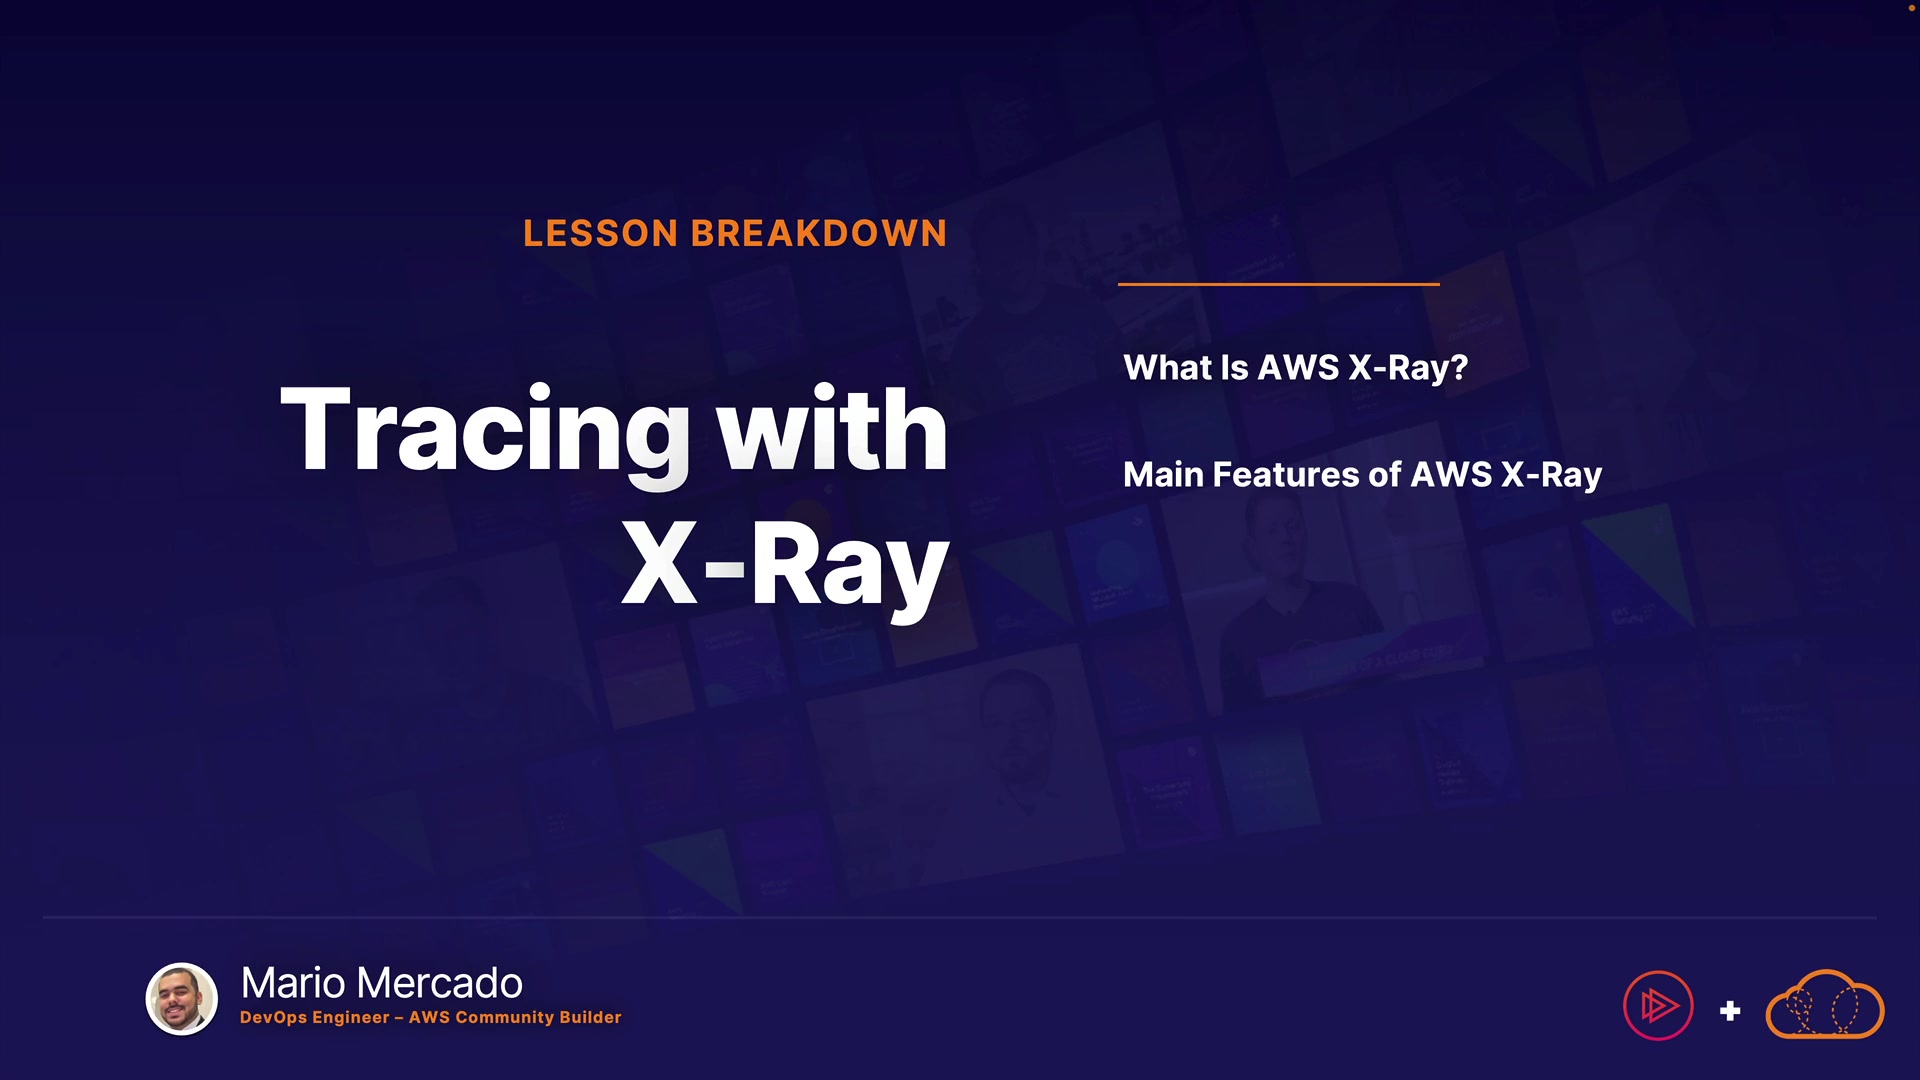 LESSON BREAKDOWN
Tracing with
X-Ray
What Is AWS X-Ray?
Main Features of AWS X-Ray
Mario Mercado
DevOps Engineer – AWS Community Builder